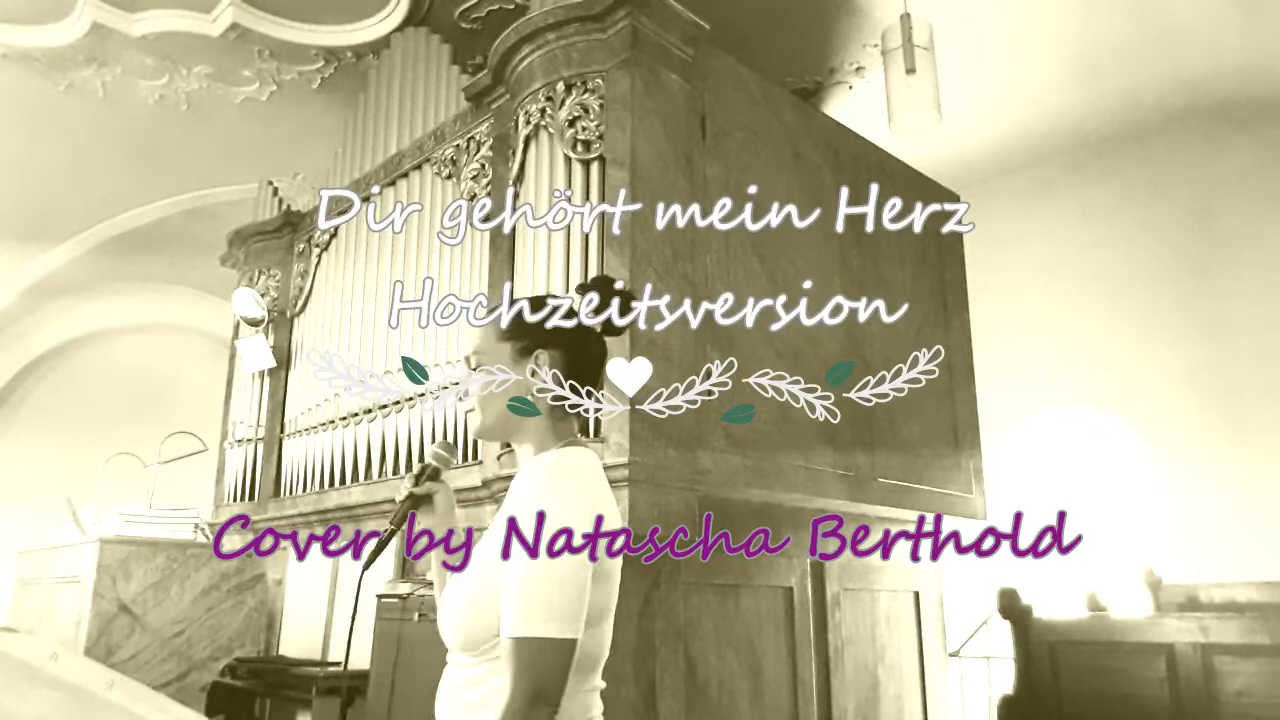 Dir gehört mein Herz
Hochzeitsversion
Cover by Natascha Berthold